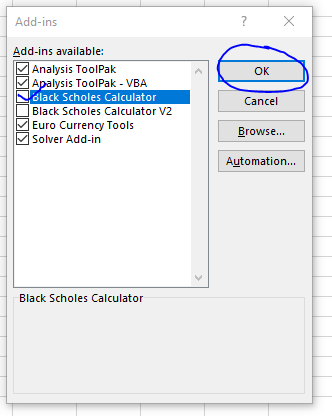 Add-ins
Add-ins available:
Analysis ToolPak
Analysis ToolPak - VBA
Black Scholes Calculator
Black Scholes Calculator V2
Euro Currency Tools
Solver Add-in
OK
Cancel
Browse...
Automation...
Black Scholes Calculator